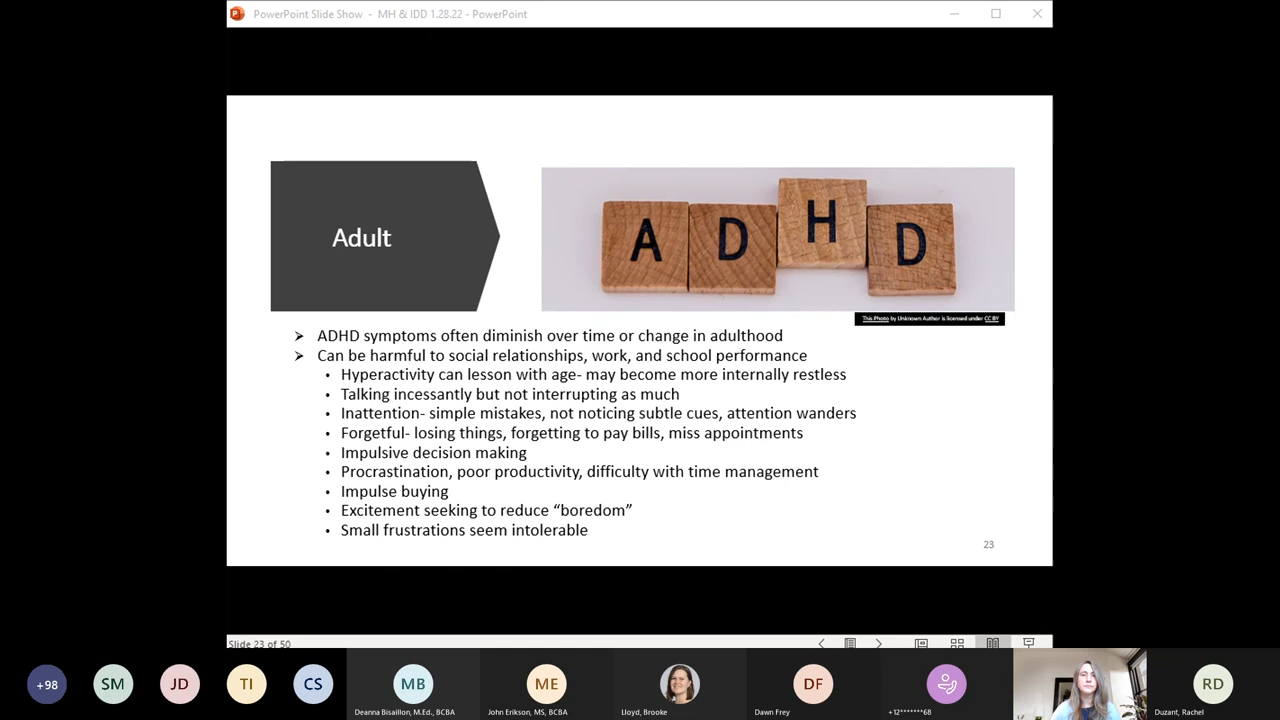 PowerPoint Slide Show - MH & IDD 1.28.22 - PowerPoint
Adult
A D H D
This Photo by Unknown Author is licensed under CC BY
➤ ADHD symptoms often diminish over time or change in adulthood
➤ Can be harmful to social relationships, work, and school performance
• Hyperactivity can lesson with age- may become more internally restless
• Talking incessantly but not interrupting as much
• Inattention- simple mistakes, not noticing subtle cues, attention wanders
• Forgetful- losing things, forgetting to pay bills, miss appointments
• Impulsive decision making
• Procrastination, poor productivity, difficulty with time management
• Impulse buying
• Excitement seeking to reduce “boredom”
• Small frustrations seem intolerable
23
Slide 23 of 50
+98 SM JD TI CS MB ME DF RD
Deanna Bisaillon, M.Ed., BCBA John Erikson, MS, BCBA Lloyd, Brooke Dawn Frey +12*******68 Duzant, Rachel